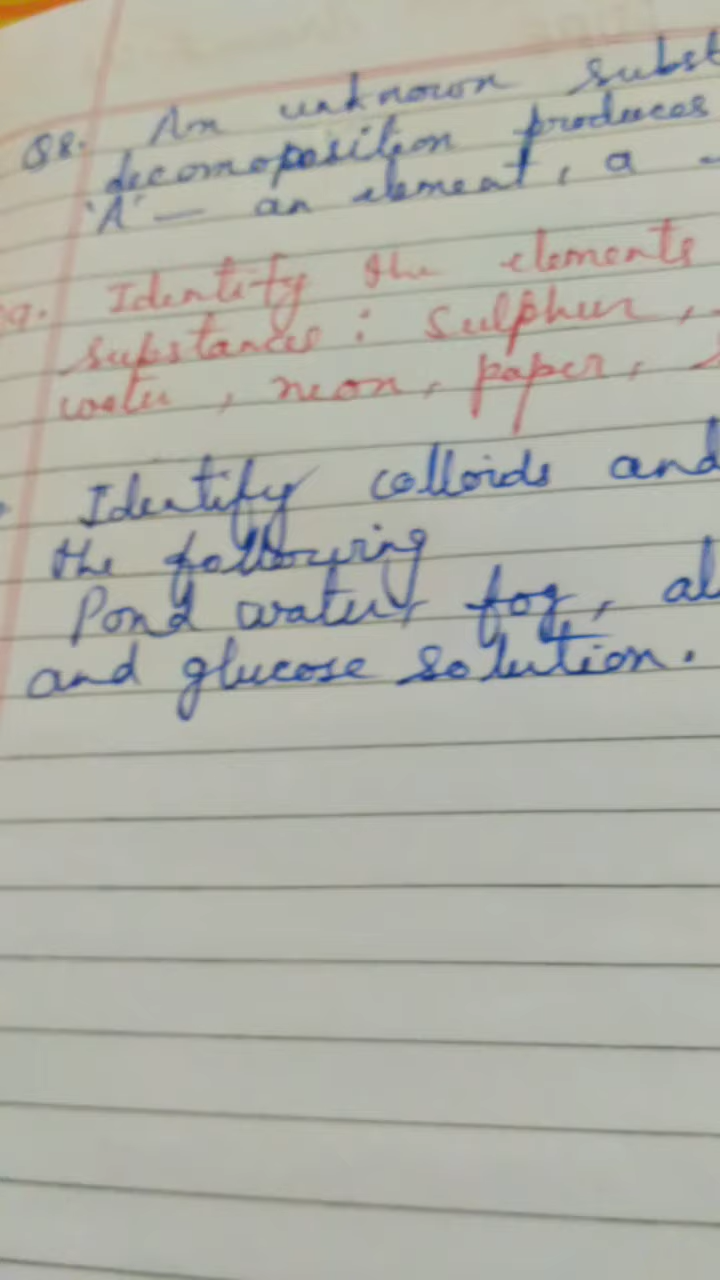 Q8. An unknown subst
decomoposition produces
'A' — an element, a
9. Identify the elements
substances : Sulphur,
water, neon, paper, s
Identify colloids and
the following
Pond water, fog, al
and glucose solution.